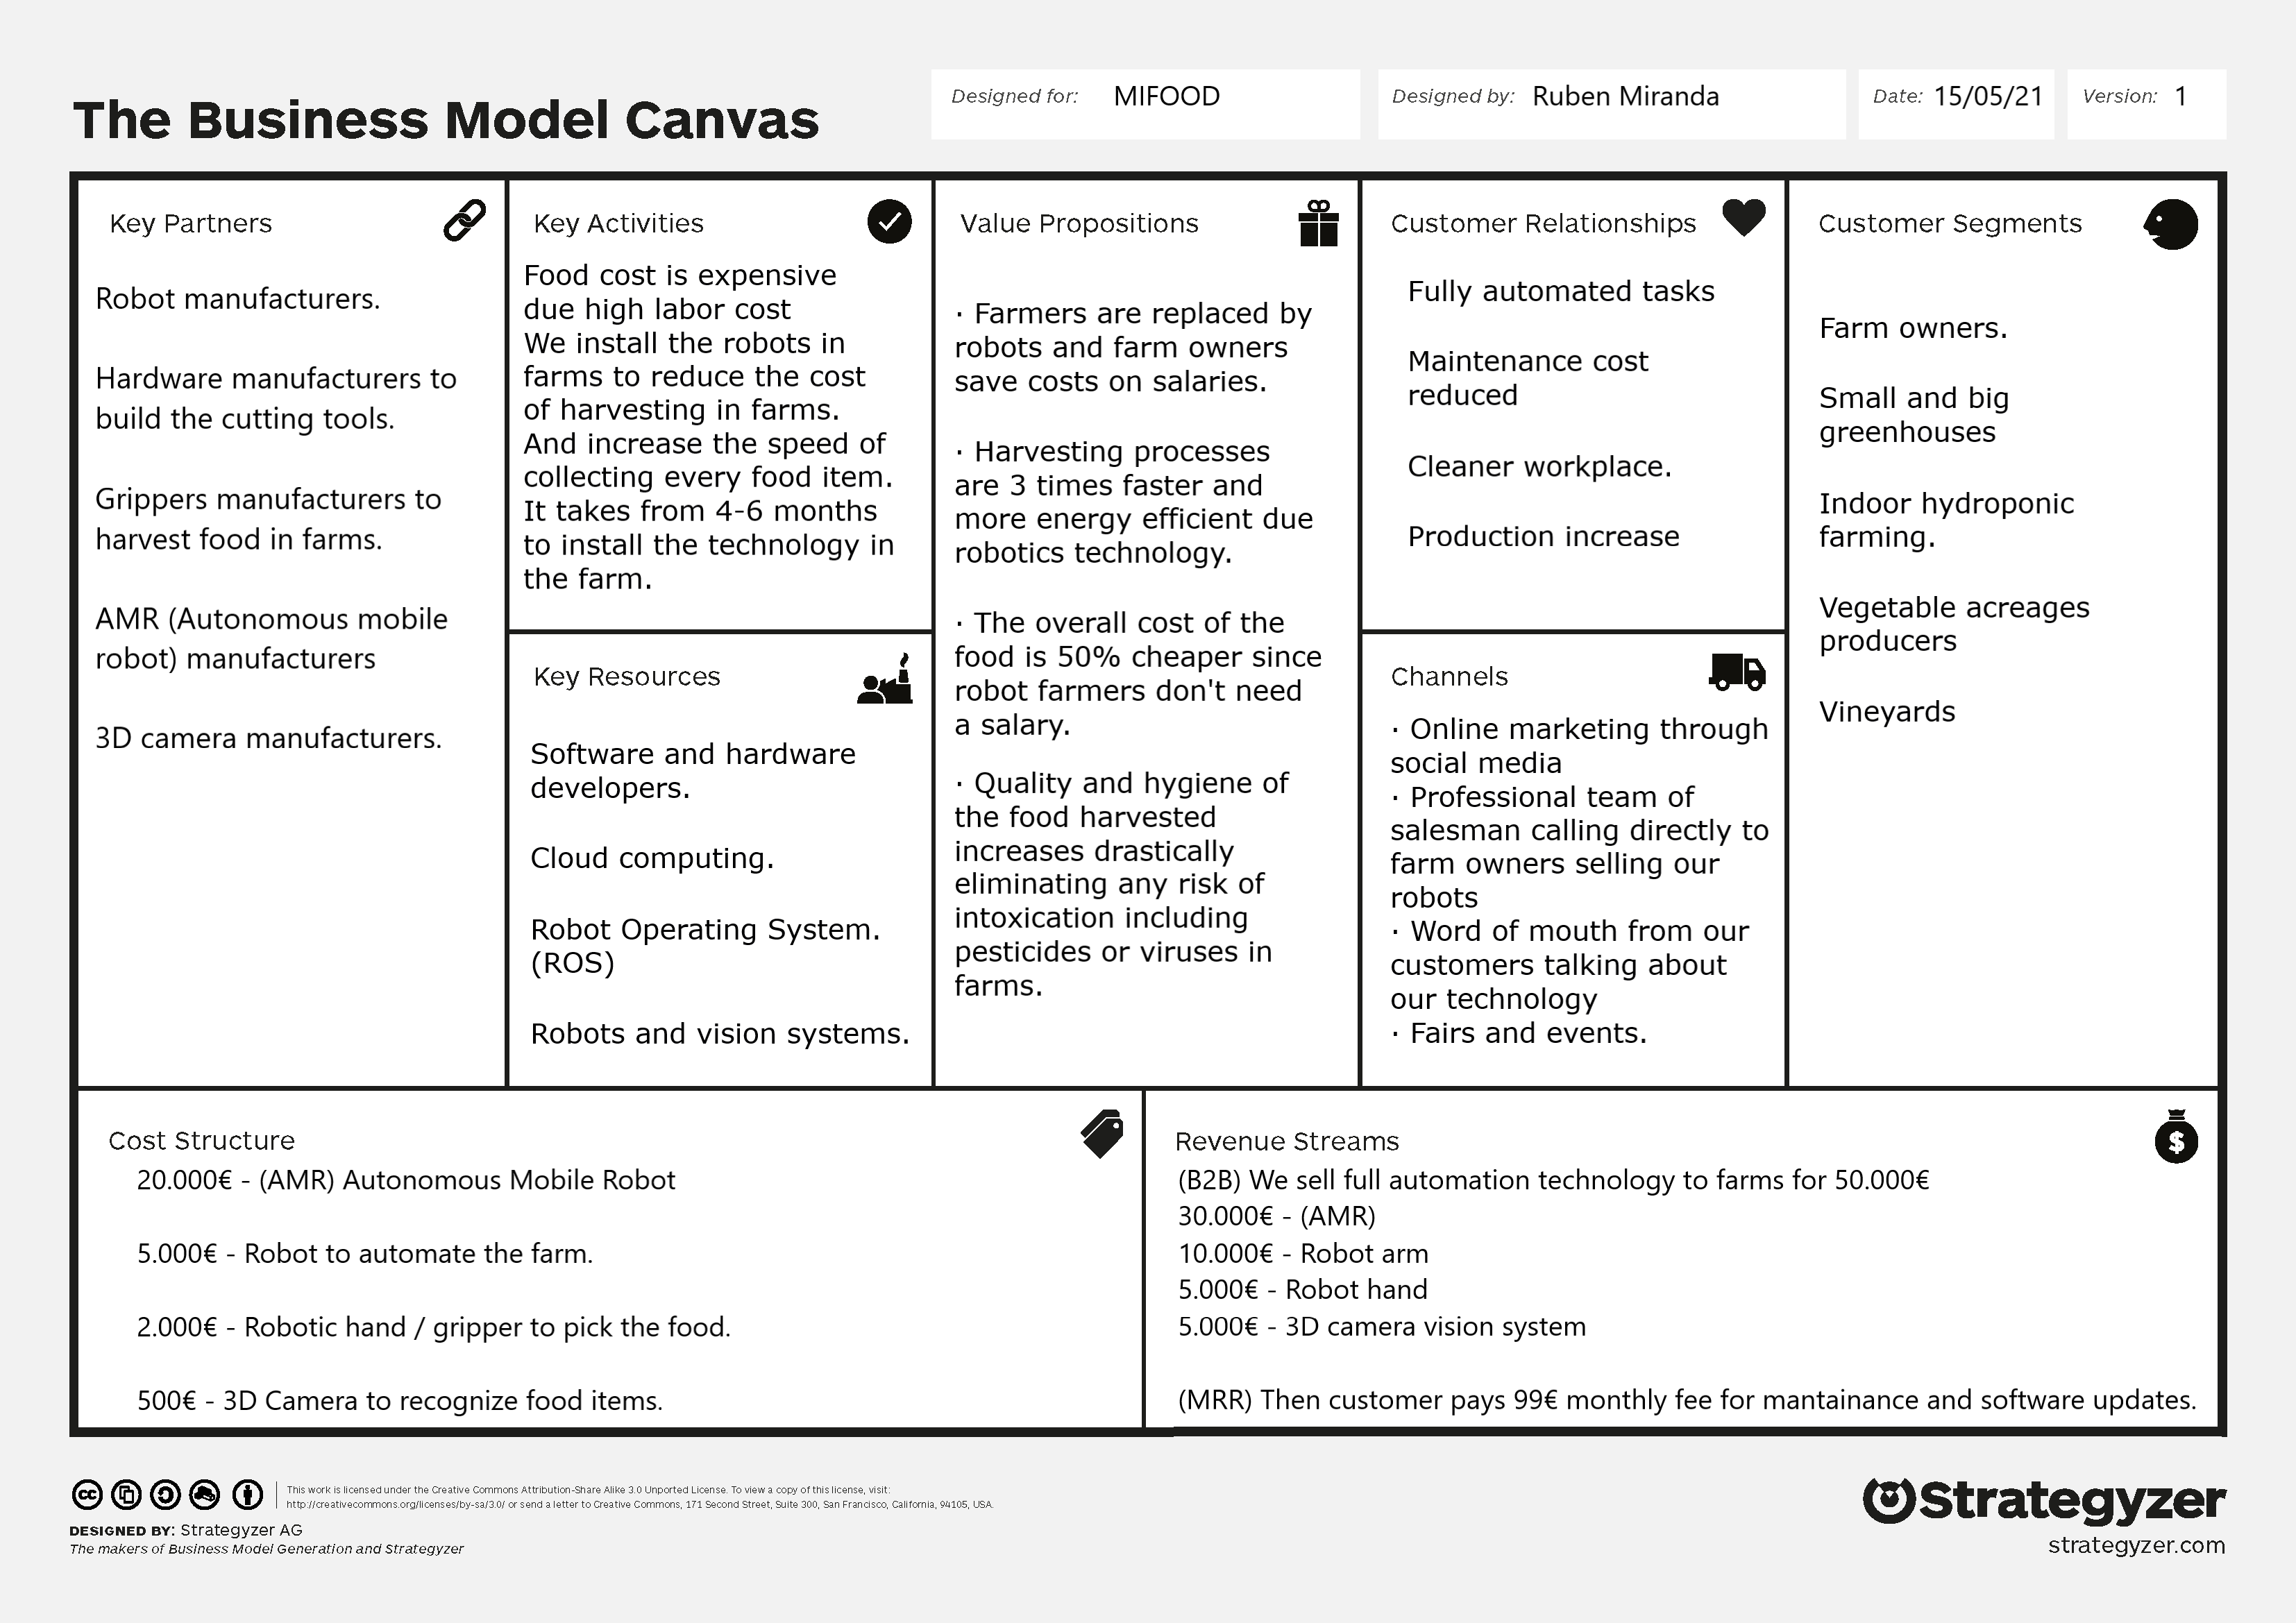 The Business Model Canvas
Designed for: MIFOOD
Designed by: Ruben Miranda
Date: 15/05/21
Version: 1
Key Partners
Robot manufacturers.
Hardware manufacturers to
build the cutting tools.
Grippers manufacturers to
harvest food in farms.
AMR (Autonomous mobile
robot) manufacturers
3D camera manufacturers.
Key Activities
Food cost is expensive
due high labor cost
We install the robots in
farms to reduce the cost
of harvesting in farms.
And increase the speed of
collecting every food item.
It takes from 4-6 months
to install the technology in
the farm.
Key Resources
Software and hardware
developers.
Cloud computing.
Robot Operating System.
(ROS)
Robots and vision systems.
Value Propositions
· Farmers are replaced by
robots and farm owners
save costs on salaries.
· Harvesting processes
are 3 times faster and
more energy efficient due
robotics technology.
· The overall cost of the
food is 50% cheaper since
robot farmers don't need
a salary.
· Quality and hygiene of
the food harvested
increases drastically
eliminating any risk of
intoxication including
pesticides or viruses in
farms.
Customer Relationships
Fully automated tasks
Maintenance cost
reduced
Cleaner workplace.
Production increase
Channels
· Online marketing through
social media
· Professional team of
salesman calling directly to
farm owners selling our
robots
· Word of mouth from our
customers talking about
our technology
· Fairs and events.
Customer Segments
Farm owners.
Small and big
greenhouses
Indoor hydroponic
farming.
Vegetable acreages
producers
Vineyards
Cost Structure
20.000€ - (AMR) Autonomous Mobile Robot
5.000€ - Robot to automate the farm.
2.000€ - Robotic hand / gripper to pick the food.
500€ - 3D Camera to recognize food items.
Revenue Streams
(B2B) We sell full automation technology to farms for 50.000€
30.000€ - (AMR)
10.000€ - Robot arm
5.000€ - Robot hand
5.000€ - 3D camera vision system
(MRR) Then customer pays 99€ monthly fee for mantainance and software updates.
This work is licensed under the Creative Commons Attribution-Share Alike 3.0 Unported License. To view a copy of this license, visit:
http://creativecommons.org/licenses/by-sa/3.0/ or send a letter to Creative Commons, 171 Second Street, Suite 300, San Francisco, California, 94105, USA.
DESIGNED BY: Strategyzer AG
The makers of Business Model Generation and Strategyzer
Strategyzer
strategyzer.com